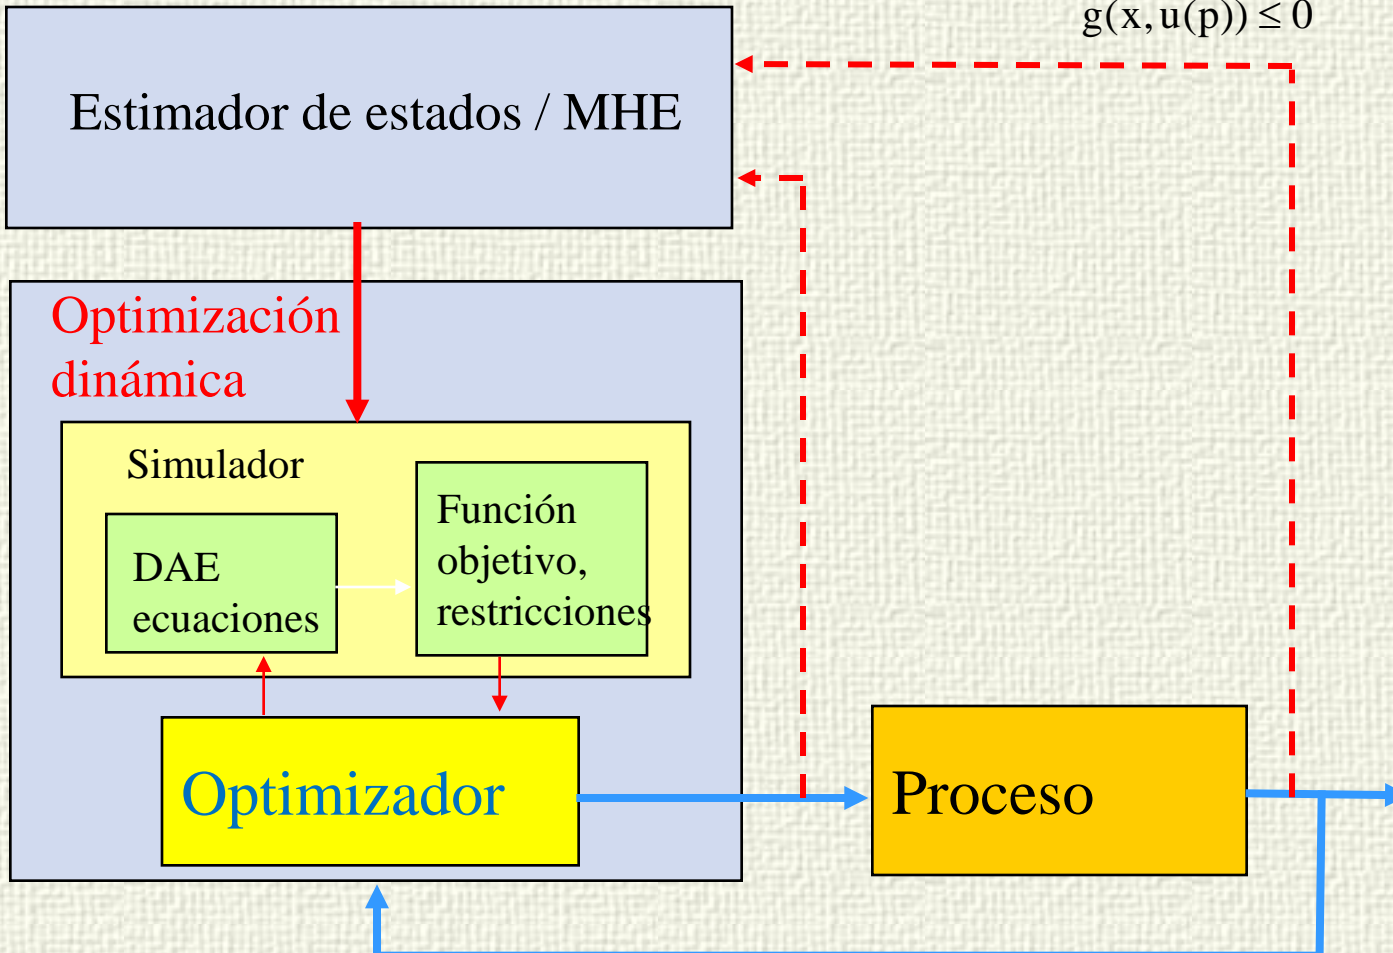 g(x, u(p)) ≤ 0
Estimador de estados / MHE
Optimización
dinámica
Simulador
Función
objetivo,
restricciones
DAE
ecuaciones
Optimizador
Proceso